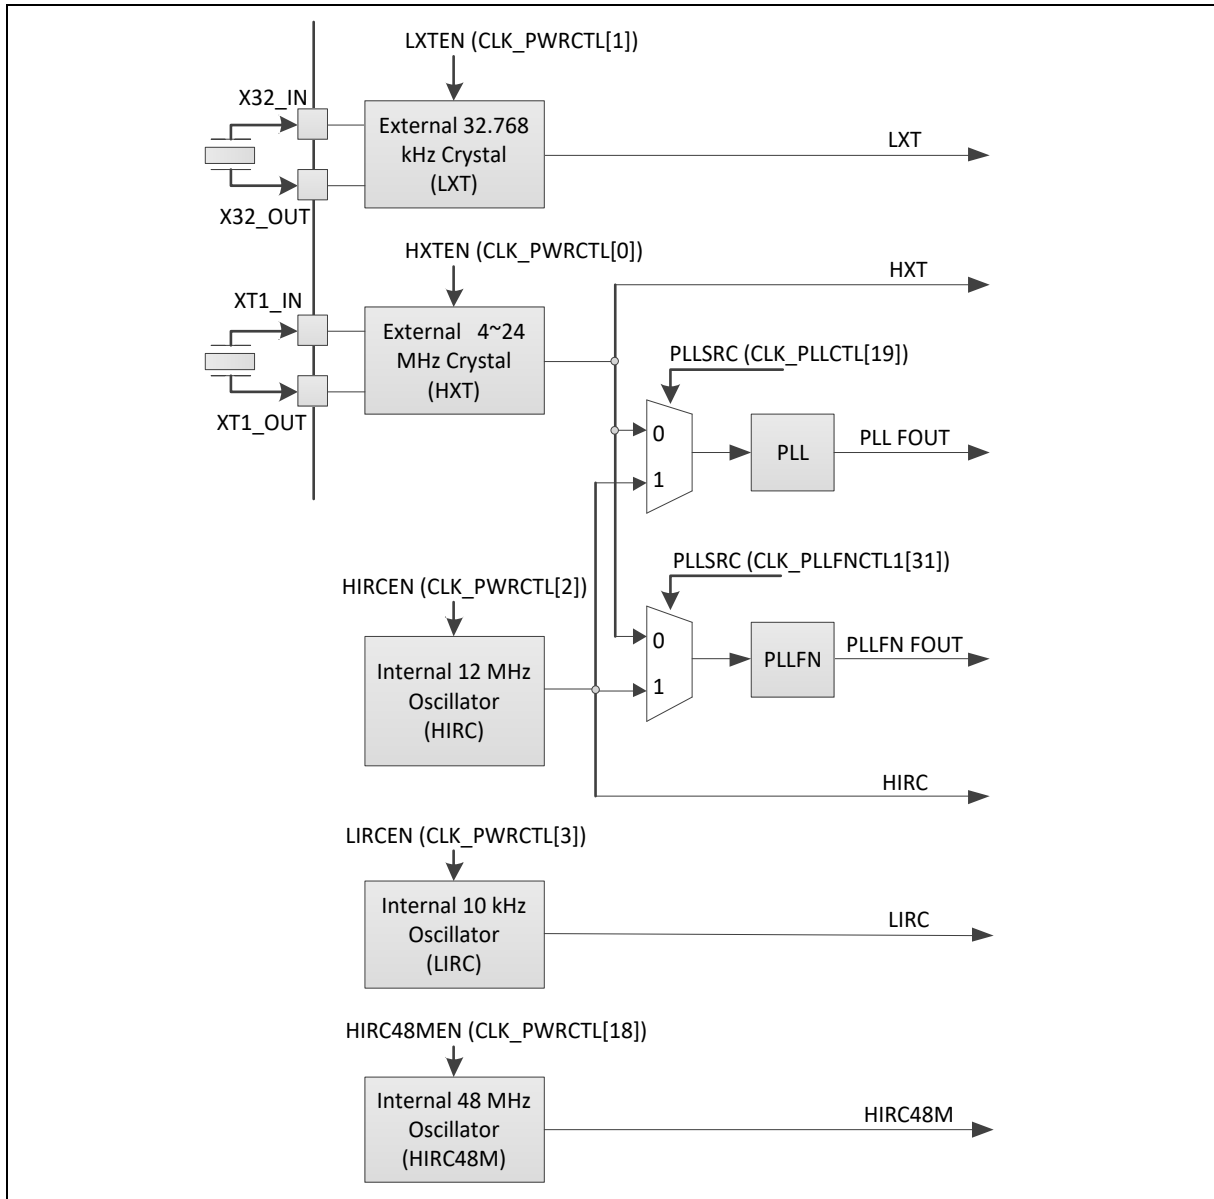 LXTEN (CLK_PWRCTL[1])
X32_IN
External 32.768
kHz Crystal
(LXT)
LXT
X32_OUT
HXTEN (CLK_PWRCTL[0])
HXT
XT1_IN
External 4~24
MHz Crystal
(HXT)
XT1_OUT
PLLSRC (CLK_PLLCTL[19])
0
1
PLL
PLL FOUT
PLLSRC (CLK_PLLFNCTL1[31])
0
1
PLLFN
PLLFN FOUT
HIRCEN (CLK_PWRCTL[2])
Internal 12 MHz
Oscillator
(HIRC)
HIRC
LIRCEN (CLK_PWRCTL[3])
Internal 10 kHz
Oscillator
(LIRC)
LIRC
HIRC48MEN (CLK_PWRCTL[18])
Internal 48 MHz
Oscillator
(HIRC48M)
HIRC48M